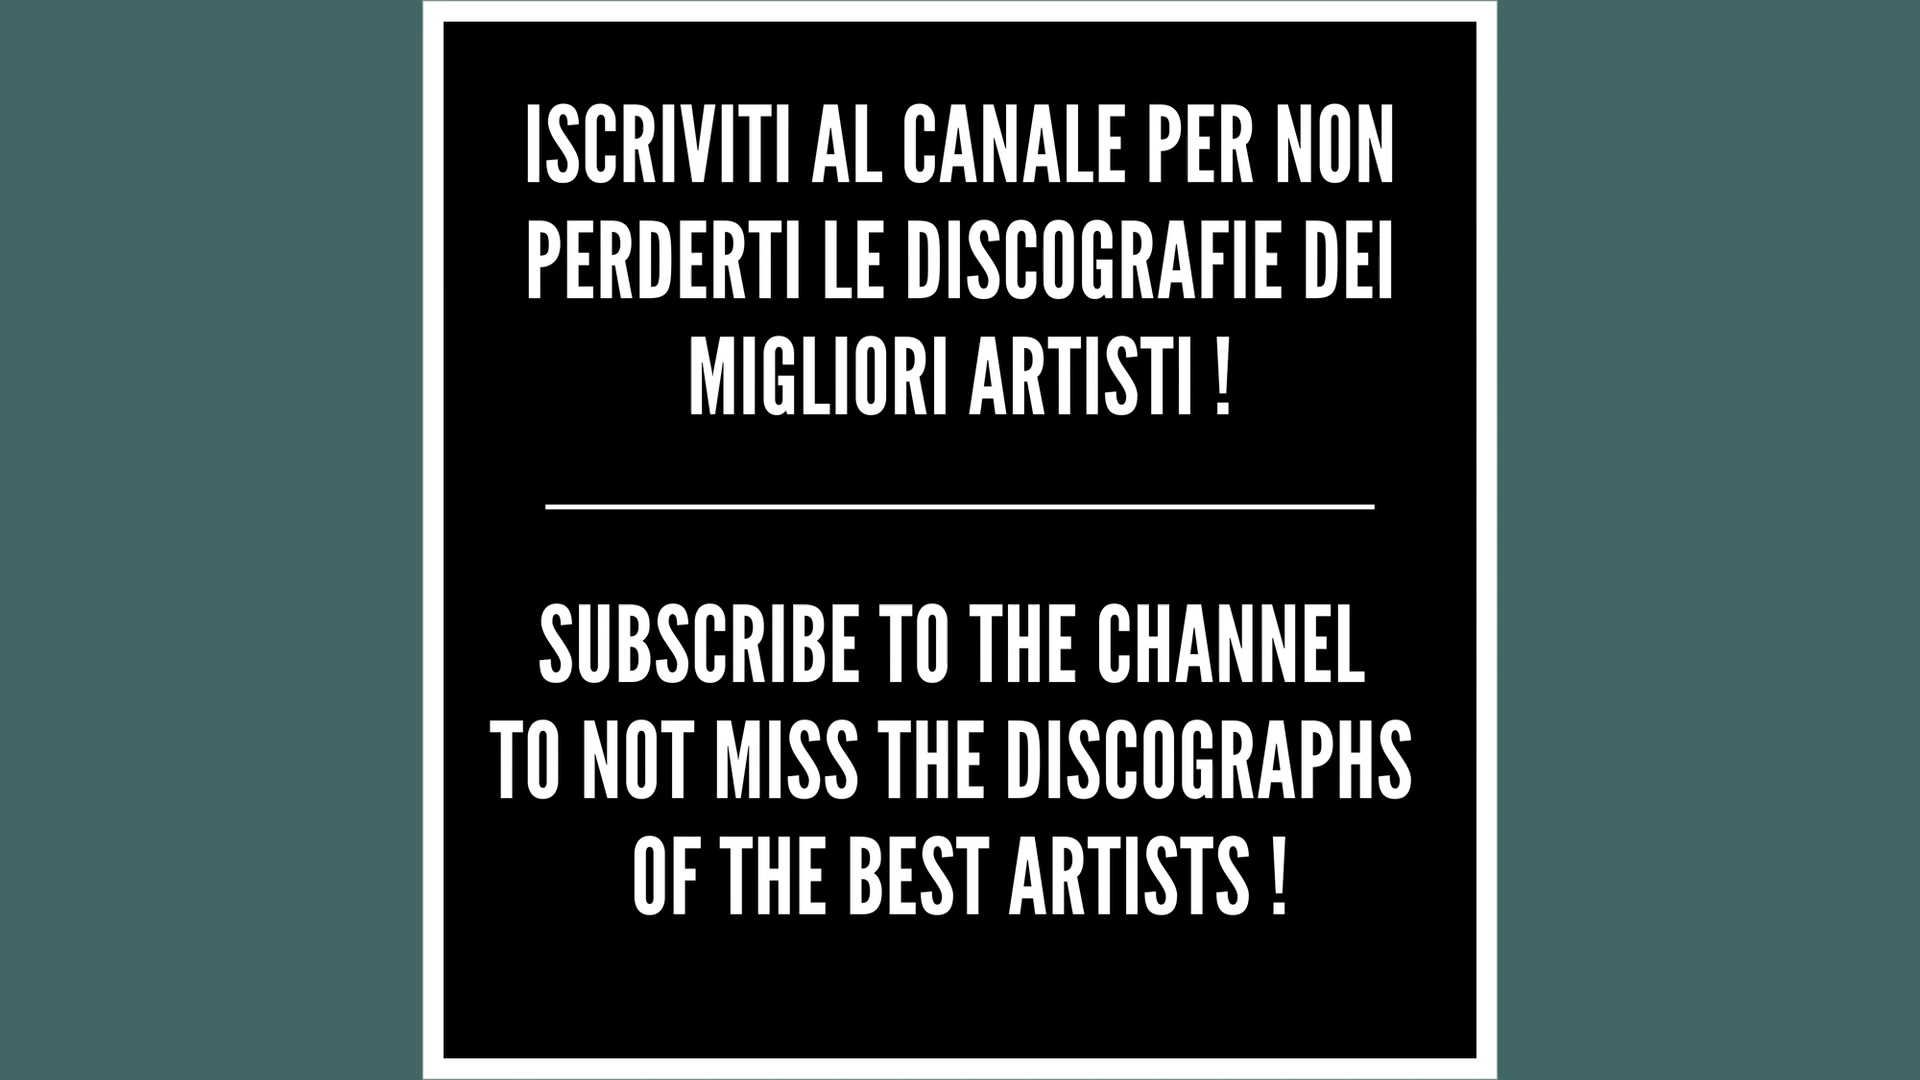 ISCRIVITI AL CANALE PER NON
PERDERTI LE DISCOGRAFIE DEI
MIGLIORI ARTISTI !
SUBSCRIBE TO THE CHANNEL
TO NOT MISS THE DISCOGRAPHS
OF THE BEST ARTISTS !